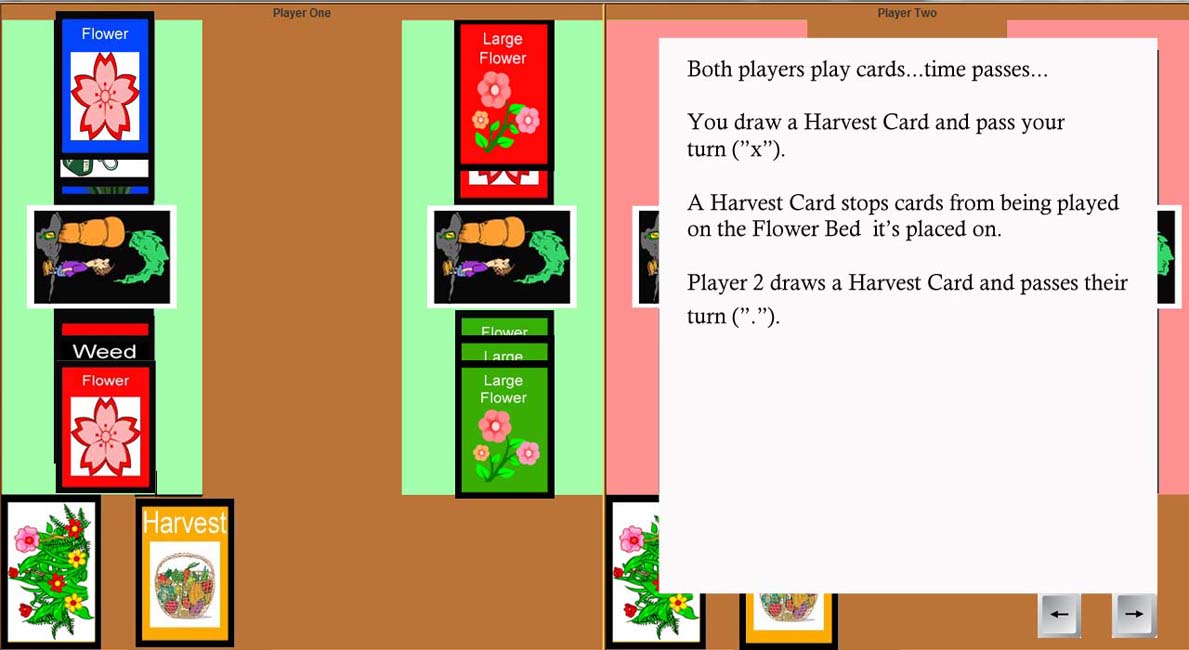 Player One
Player Two
Flower
Large
Flower
Weed
Flower
Flower
Large
Large
Flower
Harvest
Both players play cards...time passes...
You draw a Harvest Card and pass your
turn (”x”).
A Harvest Card stops cards from being played
on the Flower Bed it’s placed on.
Player 2 draws a Harvest Card and passes their
turn (”.”).